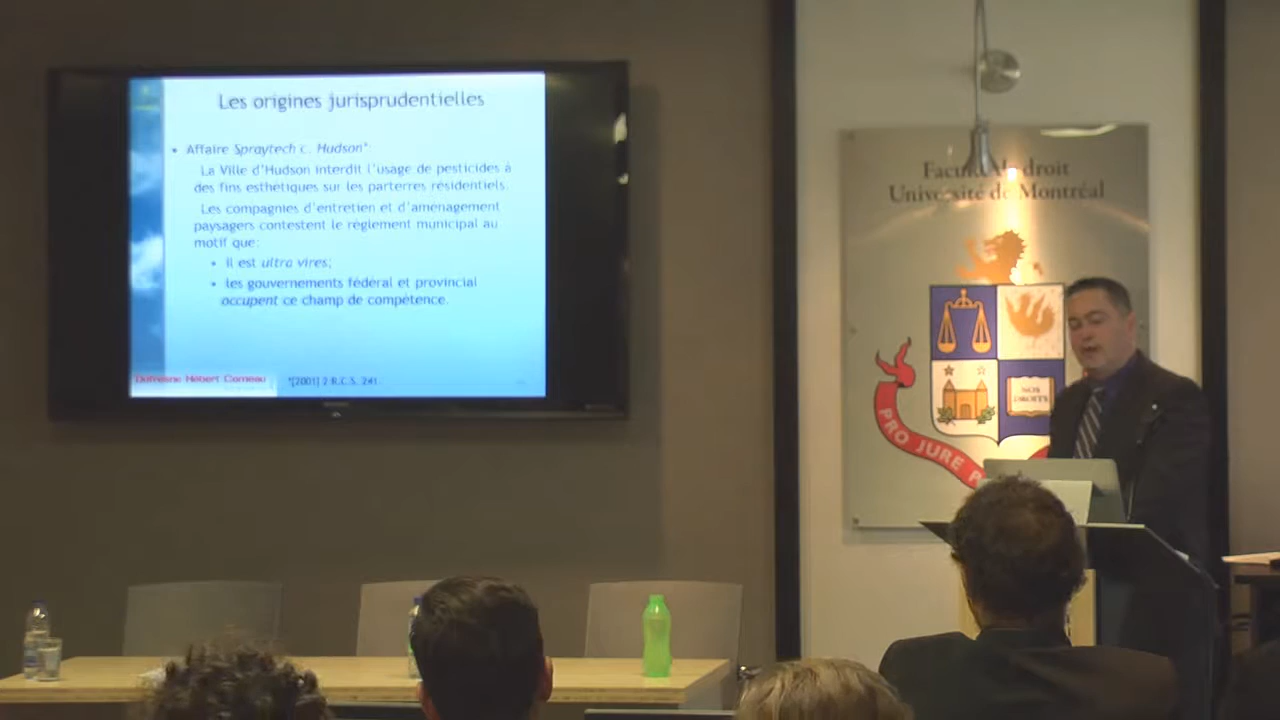 Les origines jurisprudentielles
• Affaire Spraytech c. Hudson*:
La Ville d'Hudson interdit l'usage de pesticides à
des fins esthétiques sur les parterres résidentiels.
Les compagnies d'entretien et d'aménagement
paysagers contestent le règlement municipal au
motif que:
• il est ultra vires;
• les gouvernements fédéral et provincial
occupent ce champ de compétence.
Dufresne Hébert Comeau
*[2001] 2 R.C.S. 241.
droit
Université de Montréal
NOS
DROITS
PRO JURE